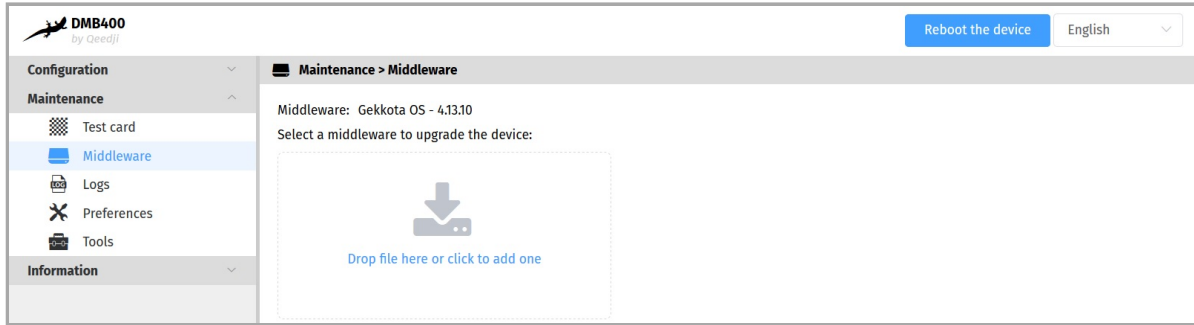 DMB400
by Qeedji
Reboot the device
English
Configuration
Maintenance
Test card
Middleware
LOG
Logs
Preferences
Tools
Information
Maintenance > Middleware
Middleware: Gekkota OS - 4.13.10
Select a middleware to upgrade the device:
Drop file here or click to add one